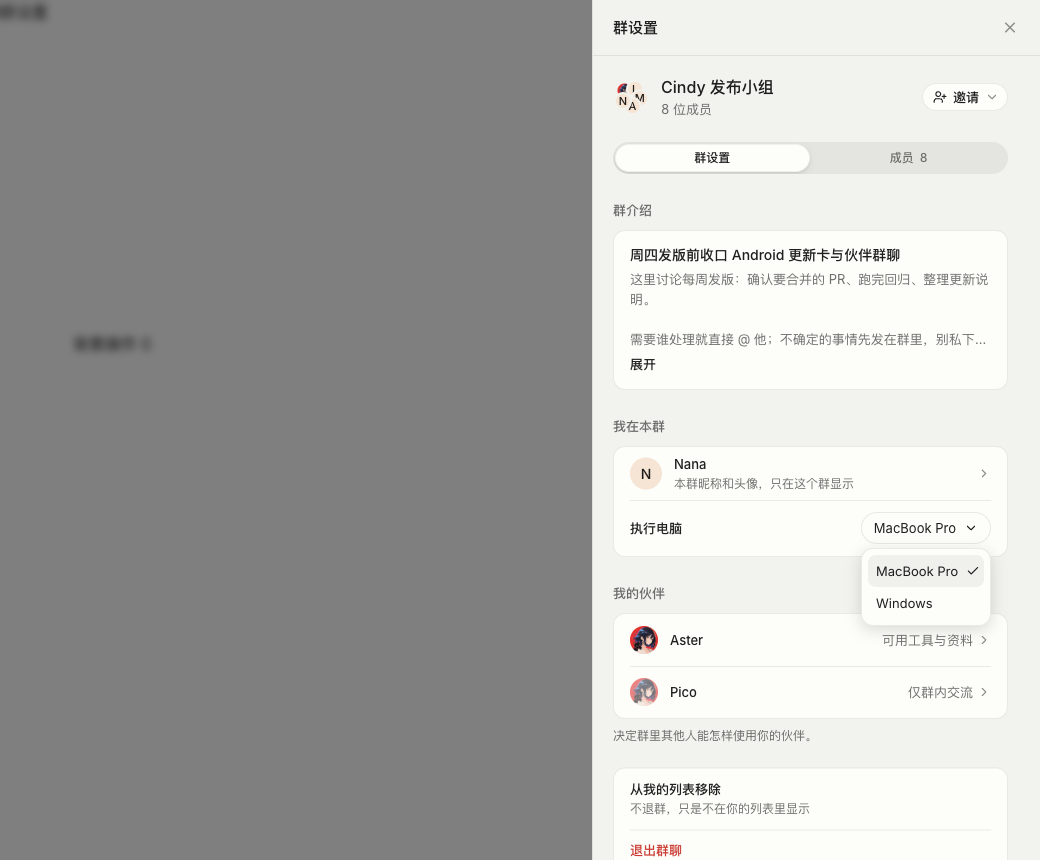 群设置
Cindy 发布小组
8 位成员
邀请
群设置
成员 8
群介绍
周四发版前收口 Android 更新卡与伙伴群聊
这里讨论每周发版：确认要合并的 PR、跑完回归、整理更新说
明。
需要谁处理就直接 @ 他；不确定的事情先发在群里，别私下...
展开
我在本群
N
Nana
本群昵称和头像，只在这个群显示
执行电脑
MacBook Pro
MacBook Pro
Windows
我的伙伴
Aster
可用工具与资料
Pico
仅群内交流
决定群里其他人能怎样使用你的伙伴。
从我的列表移除
不退群，只是不在你的列表里显示
退出群聊